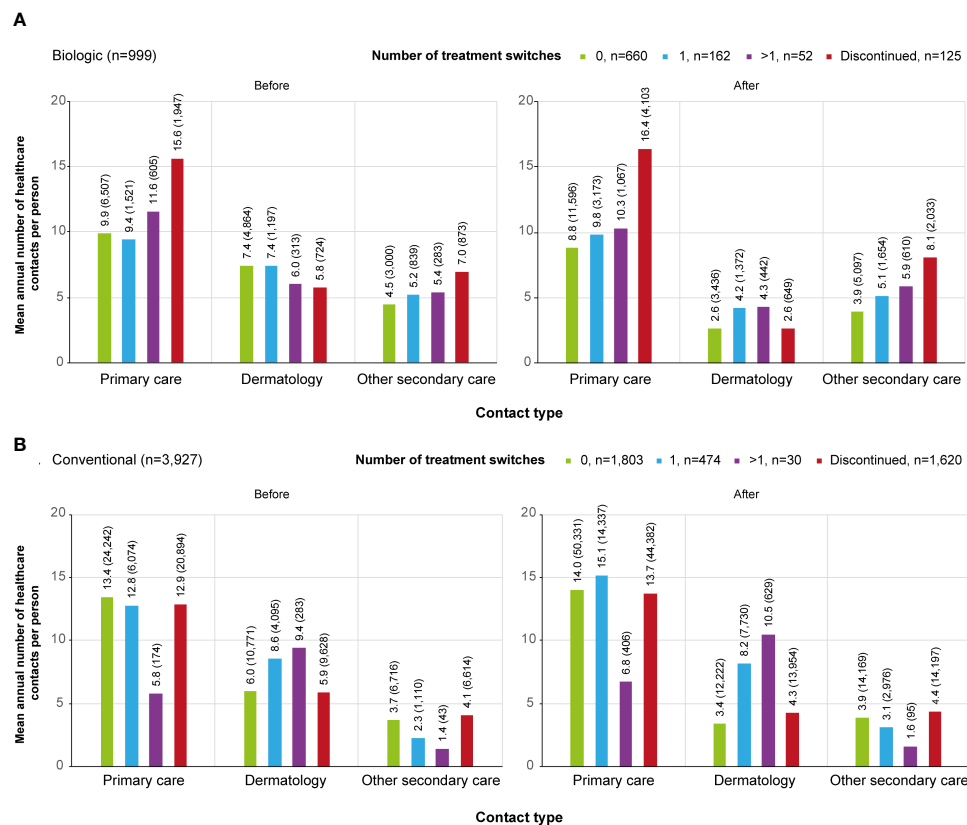 A
Biologic (n=999)
Number of treatment switches 0, n=660 1, n=162 >1, n=52 Discontinued, n=125
Before
After
Mean annual number of healthcare
contacts per person
20
15
10
5
0
9.9 (6,507)
9.4 (1,521)
11.6 (605)
15.6 (1,947)
7.4 (4,864)
7.4 (1,197)
6.0 (313)
5.8 (724)
4.5 (3,000)
5.2 (839)
5.4 (283)
7.0 (873)
Primary care
Dermatology
Other secondary care
20
15
10
5
0
8.8 (11,596)
9.8 (3,173)
10.3 (1,067)
16.4 (4,103
2.6 (3,436)
4.2 (1,372)
4.3 (442)
2.6 (649)
3.9 (5,097)
5.1 (1,654)
5.9 (610)
8.1 (2,033)
Primary care
Dermatology
Other secondary care
Contact type
B
. Conventional (n=3,927)
Number of treatment switches 0, n=1,803 1, n=474 >1, n=30 Discontinued, n=1,620
Before
After
Mean annual number of healthcare
contacts per person
20
15
10
5
0
13.4 (24,242)
12.8 (6,074)
5.8 (174)
12.9 (20,894)
6.0 (10,771)
8.6 (4,095)
9.4 (283)
5.9 (9,628)
3.7 (6,716)
2.3 (1,110)
1.4 (43)
4.1 (6,614)
Primary care
Dermatology
Other secondary care
20
15
10
5
0
14.0 (50,331)
15.1 (14,337)
6.8 (406)
13.7 (44,382)
3.4 (12,222)
8.2 (7,730)
10.5 (629)
4.3 (13,954)
3.9 (14,169)
3.1 (2,976)
1.6 (95)
4.4 (14,197)
Primary care
Dermatology
Other secondary care
Contact type